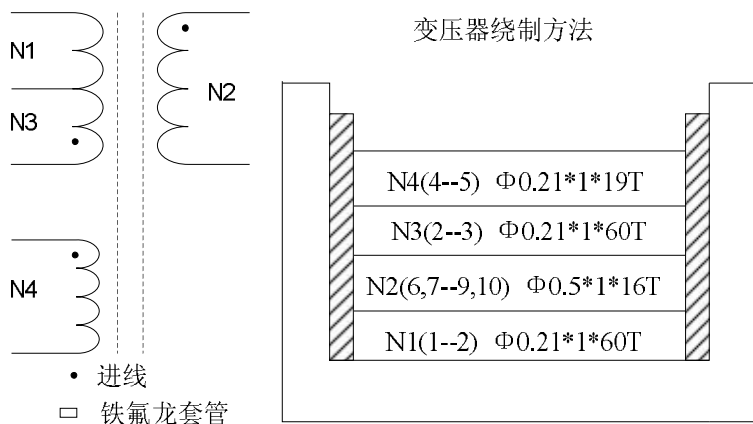 变压器绕制方法
N1
N3
N2
N4
• 进线
▭ 铁氟龙套管
N4(4--5) Φ0.21*1*19T
N3(2--3) Φ0.21*1*60T
N2(6,7--9,10) Φ0.5*1*16T
N1(1--2) Φ0.21*1*60T